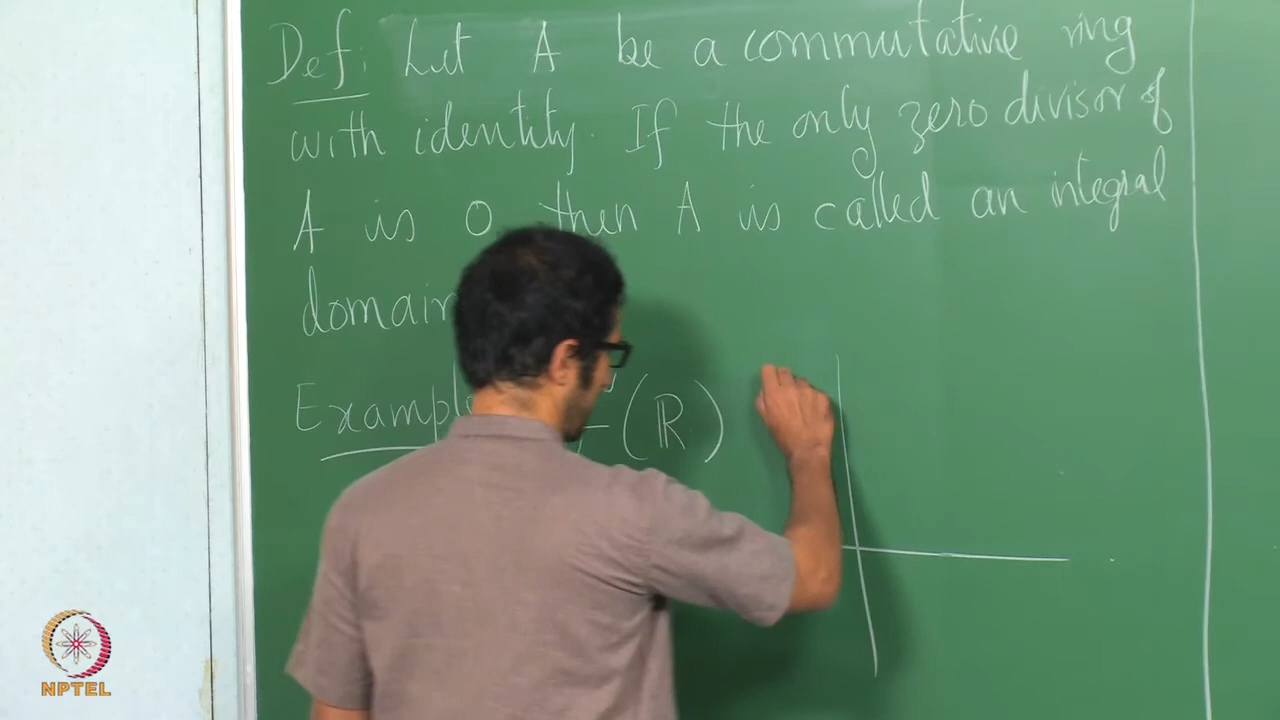 Def: Let A be a commutative ring
with identity. If the only zero divisor of
A is 0 then A is called an integral
domain
Example (ℝ)
NPTEL